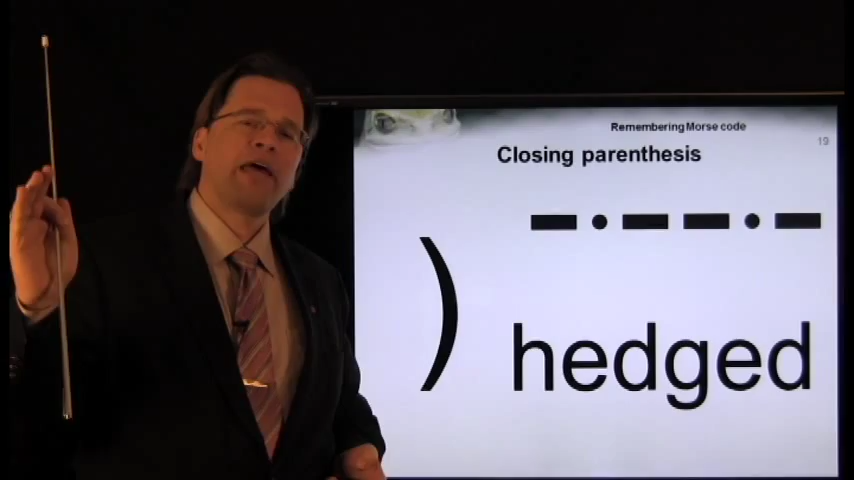 Remembering Morse code
19
Closing parenthesis
)
hedged